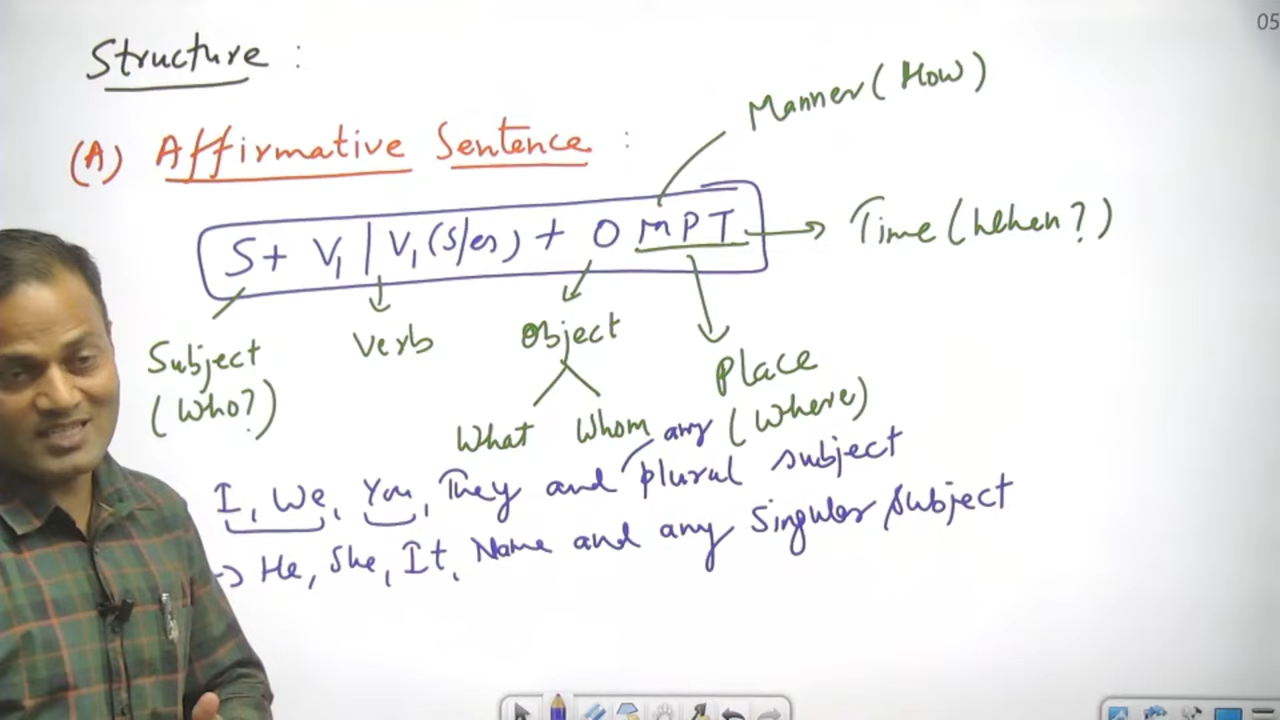 05
Structure :
Manner (How)
(A) Affirmative Sentence :
S + V1 | V1 (s/es) + O MPT
Time (When?)
Subject
(Who?)
Verb
Object
What Whom
Place
(Where)
any
I, We, You, They and plural subject
→ He, She, It, Name and any Singular subject